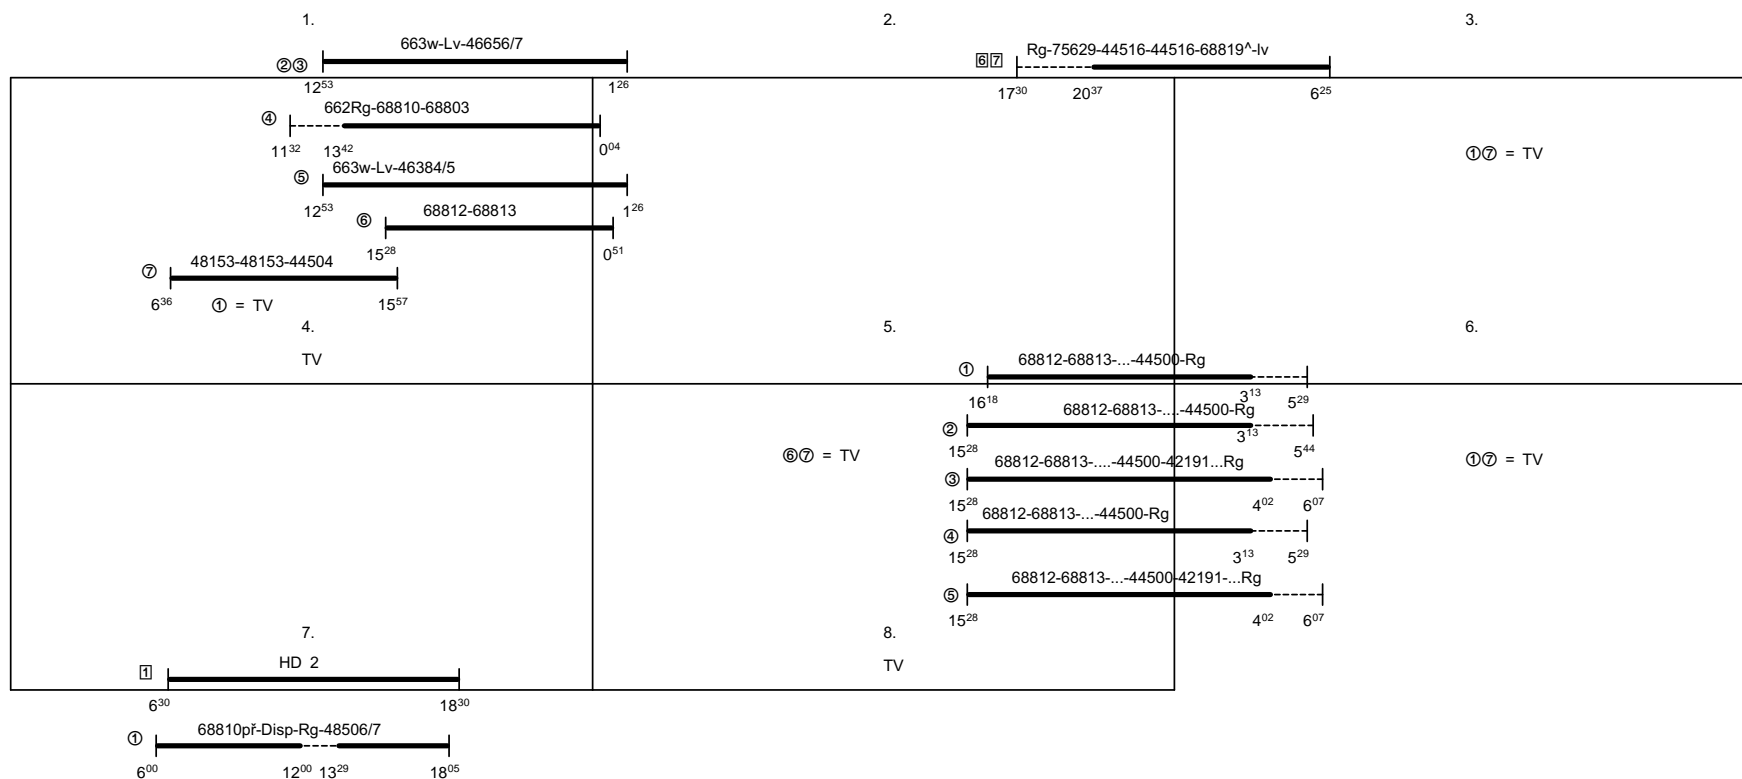 1.
2.
3.
663w-Lv-46656/7
②③
12⁵³ 1²⁶
Rg-75629-44516-44516-68819^-lv
6 7
17³⁰ 20³⁷ 6²⁵
662Rg-68810-68803
④
11³² 13⁴² 0⁰⁴
①⑦ = TV
663w-Lv-46384/5
⑤
12⁵³ 1²⁶
68812-68813
⑥
15²⁸ 0⁵¹
48153-48153-44504
⑦
6³⁶ 15⁵⁷
① = TV
4.
TV
5.
6.
68812-68813-...-44500-Rg
①
16¹⁸ 3¹³ 5²⁹
68812-68813-....-44500-Rg
②
15²⁸ 3¹³ 5⁴⁴
⑥⑦ = TV
①⑦ = TV
68812-68813-....-44500-42191...Rg
③
15²⁸ 4⁰² 6⁰⁷
68812-68813-...-44500-Rg
④
15²⁸ 3¹³ 5²⁹
68812-68813-...-44500-42191-...Rg
⑤
15²⁸ 4⁰² 6⁰⁷
7.
8.
TV
HD 2
1
6³⁰ 18³⁰
68810př-Disp-Rg-48506/7
①
6⁰⁰ 12⁰⁰ 13²⁹ 18⁰⁵